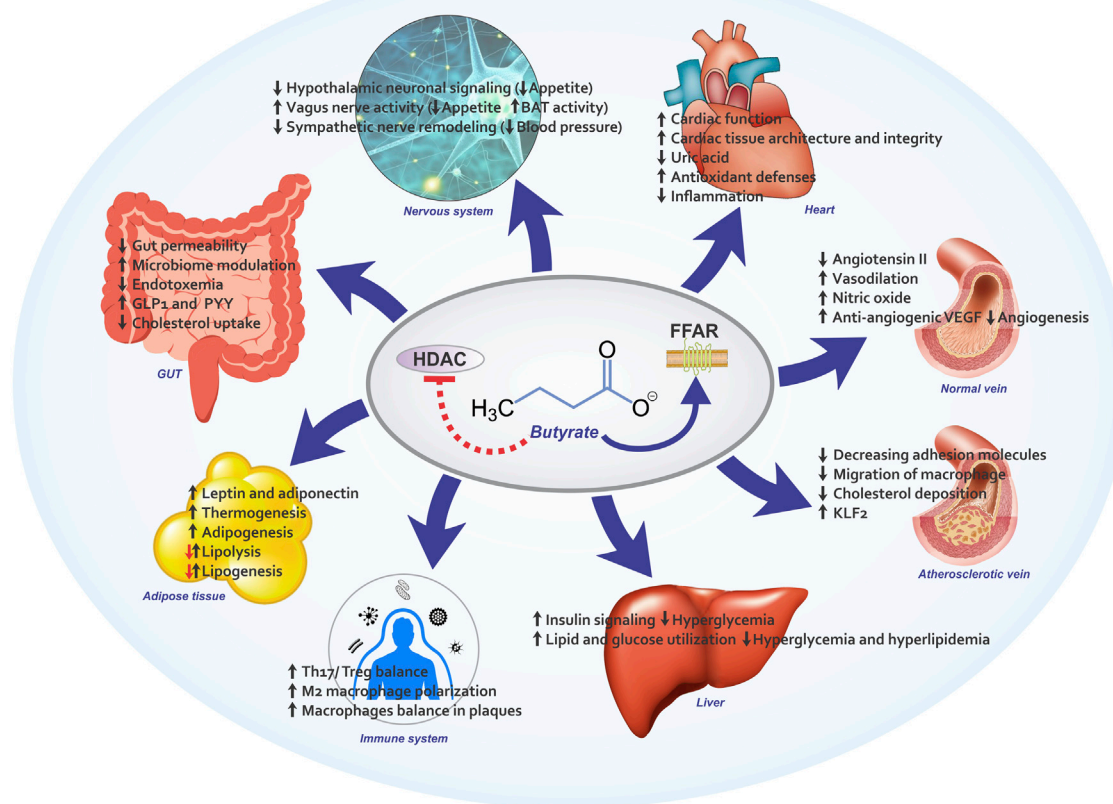 ↓ Hypothalamic neuronal signaling (↓Appetite)
↑ Vagus nerve activity (↓Appetite ↑BAT activity)
↓ Sympathetic nerve remodeling (↓Blood pressure)
Nervous system
↑ Cardiac function
↑ Cardiac tissue architecture and integrity
↓ Uric acid
↑ Antioxidant defenses
↓ Inflammation
Heart
↓ Gut permeability
↑ Microbiome modulation
↓ Endotoxemia
↑ GLP1 and PYY
↓ Cholesterol uptake
GUT
↓ Angiotensin II
↑ Vasodilation
↑ Nitric oxide
↑ Anti-angiogenic VEGF ↓Angiogenesis
Normal vein
HDAC
FFAR
O
H₃C
O⊖
Butyrate
↓ Decreasing adhesion molecules
↓ Migration of macrophage
↓ Cholesterol deposition
↑ KLF2
Atherosclerotic vein
↑ Leptin and adiponectin
↑ Thermogenesis
↑ Adipogenesis
↓↑ Lipolysis
↓↑ Lipogenesis
Adipose tissue
↑ Th17/ Treg balance
↑ M2 macrophage polarization
↑ Macrophages balance in plaques
Immune system
↑ Insulin signaling ↓Hyperglycemia
↑ Lipid and glucose utilization ↓Hyperglycemia and hyperlipidemia
Liver